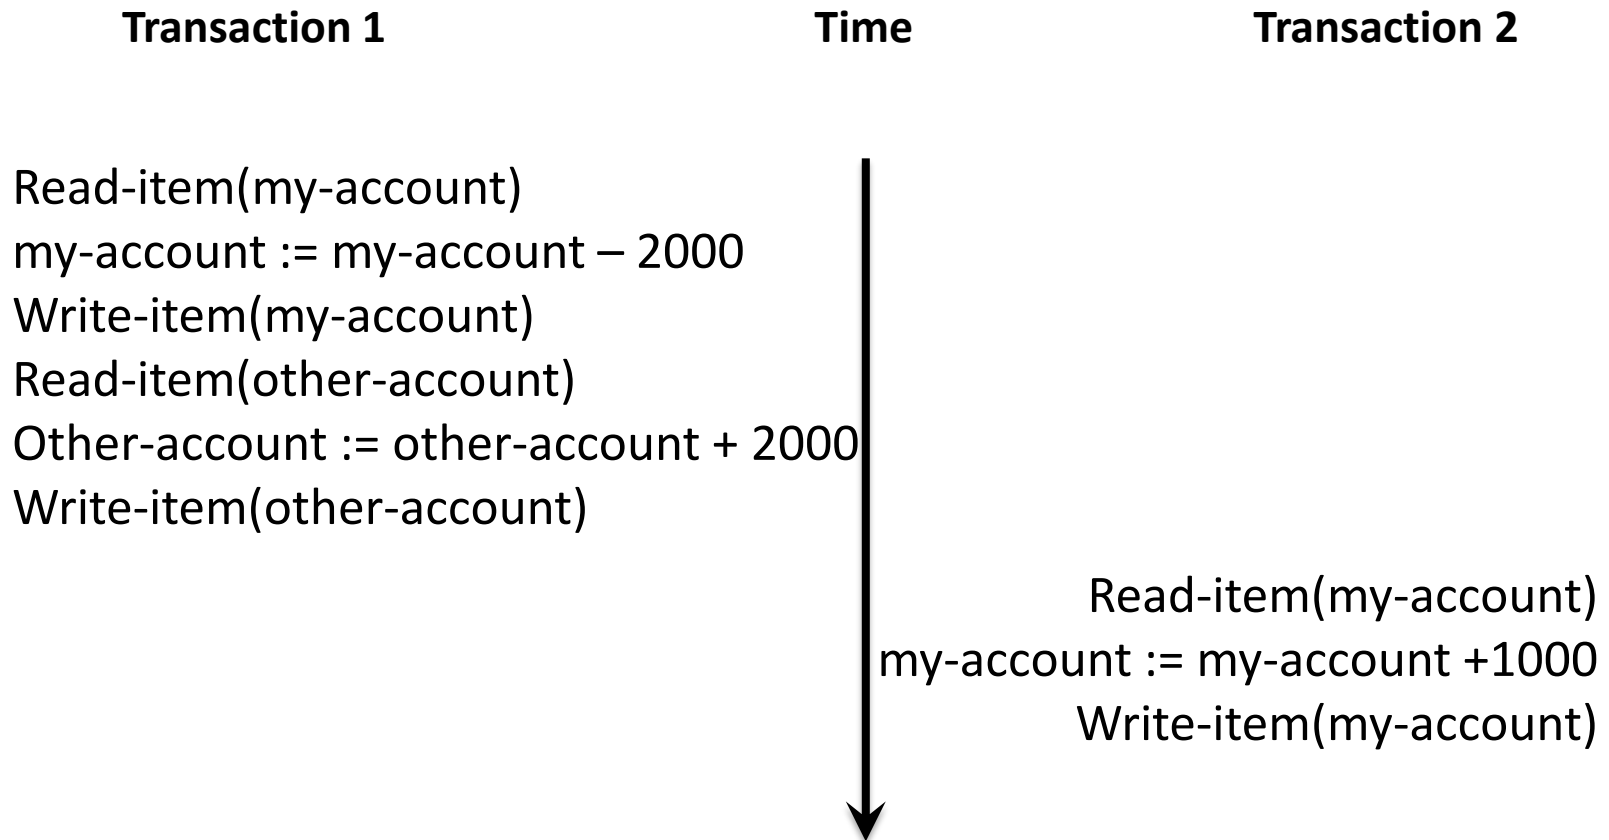 Transaction 1 Time Transaction 2
Read-item(my-account)
my-account := my-account – 2000
Write-item(my-account)
Read-item(other-account)
Other-account := other-account + 2000
Write-item(other-account)
Read-item(my-account)
my-account := my-account +1000
Write-item(my-account)